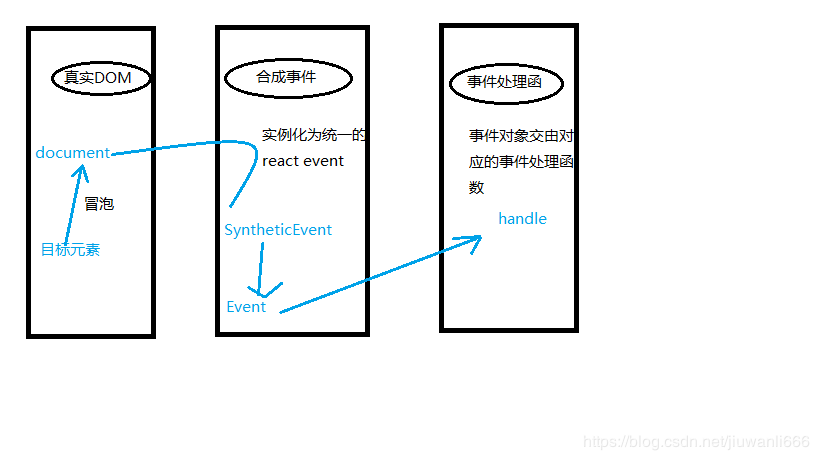 真实DOM
document
冒泡
目标元素
合成事件
实例化为统一的
react event
SyntheticEvent
Event
事件处理函
事件对象交由对
应的事件处理函
数
handle
https://blog.csdn.net/jiuwanli666